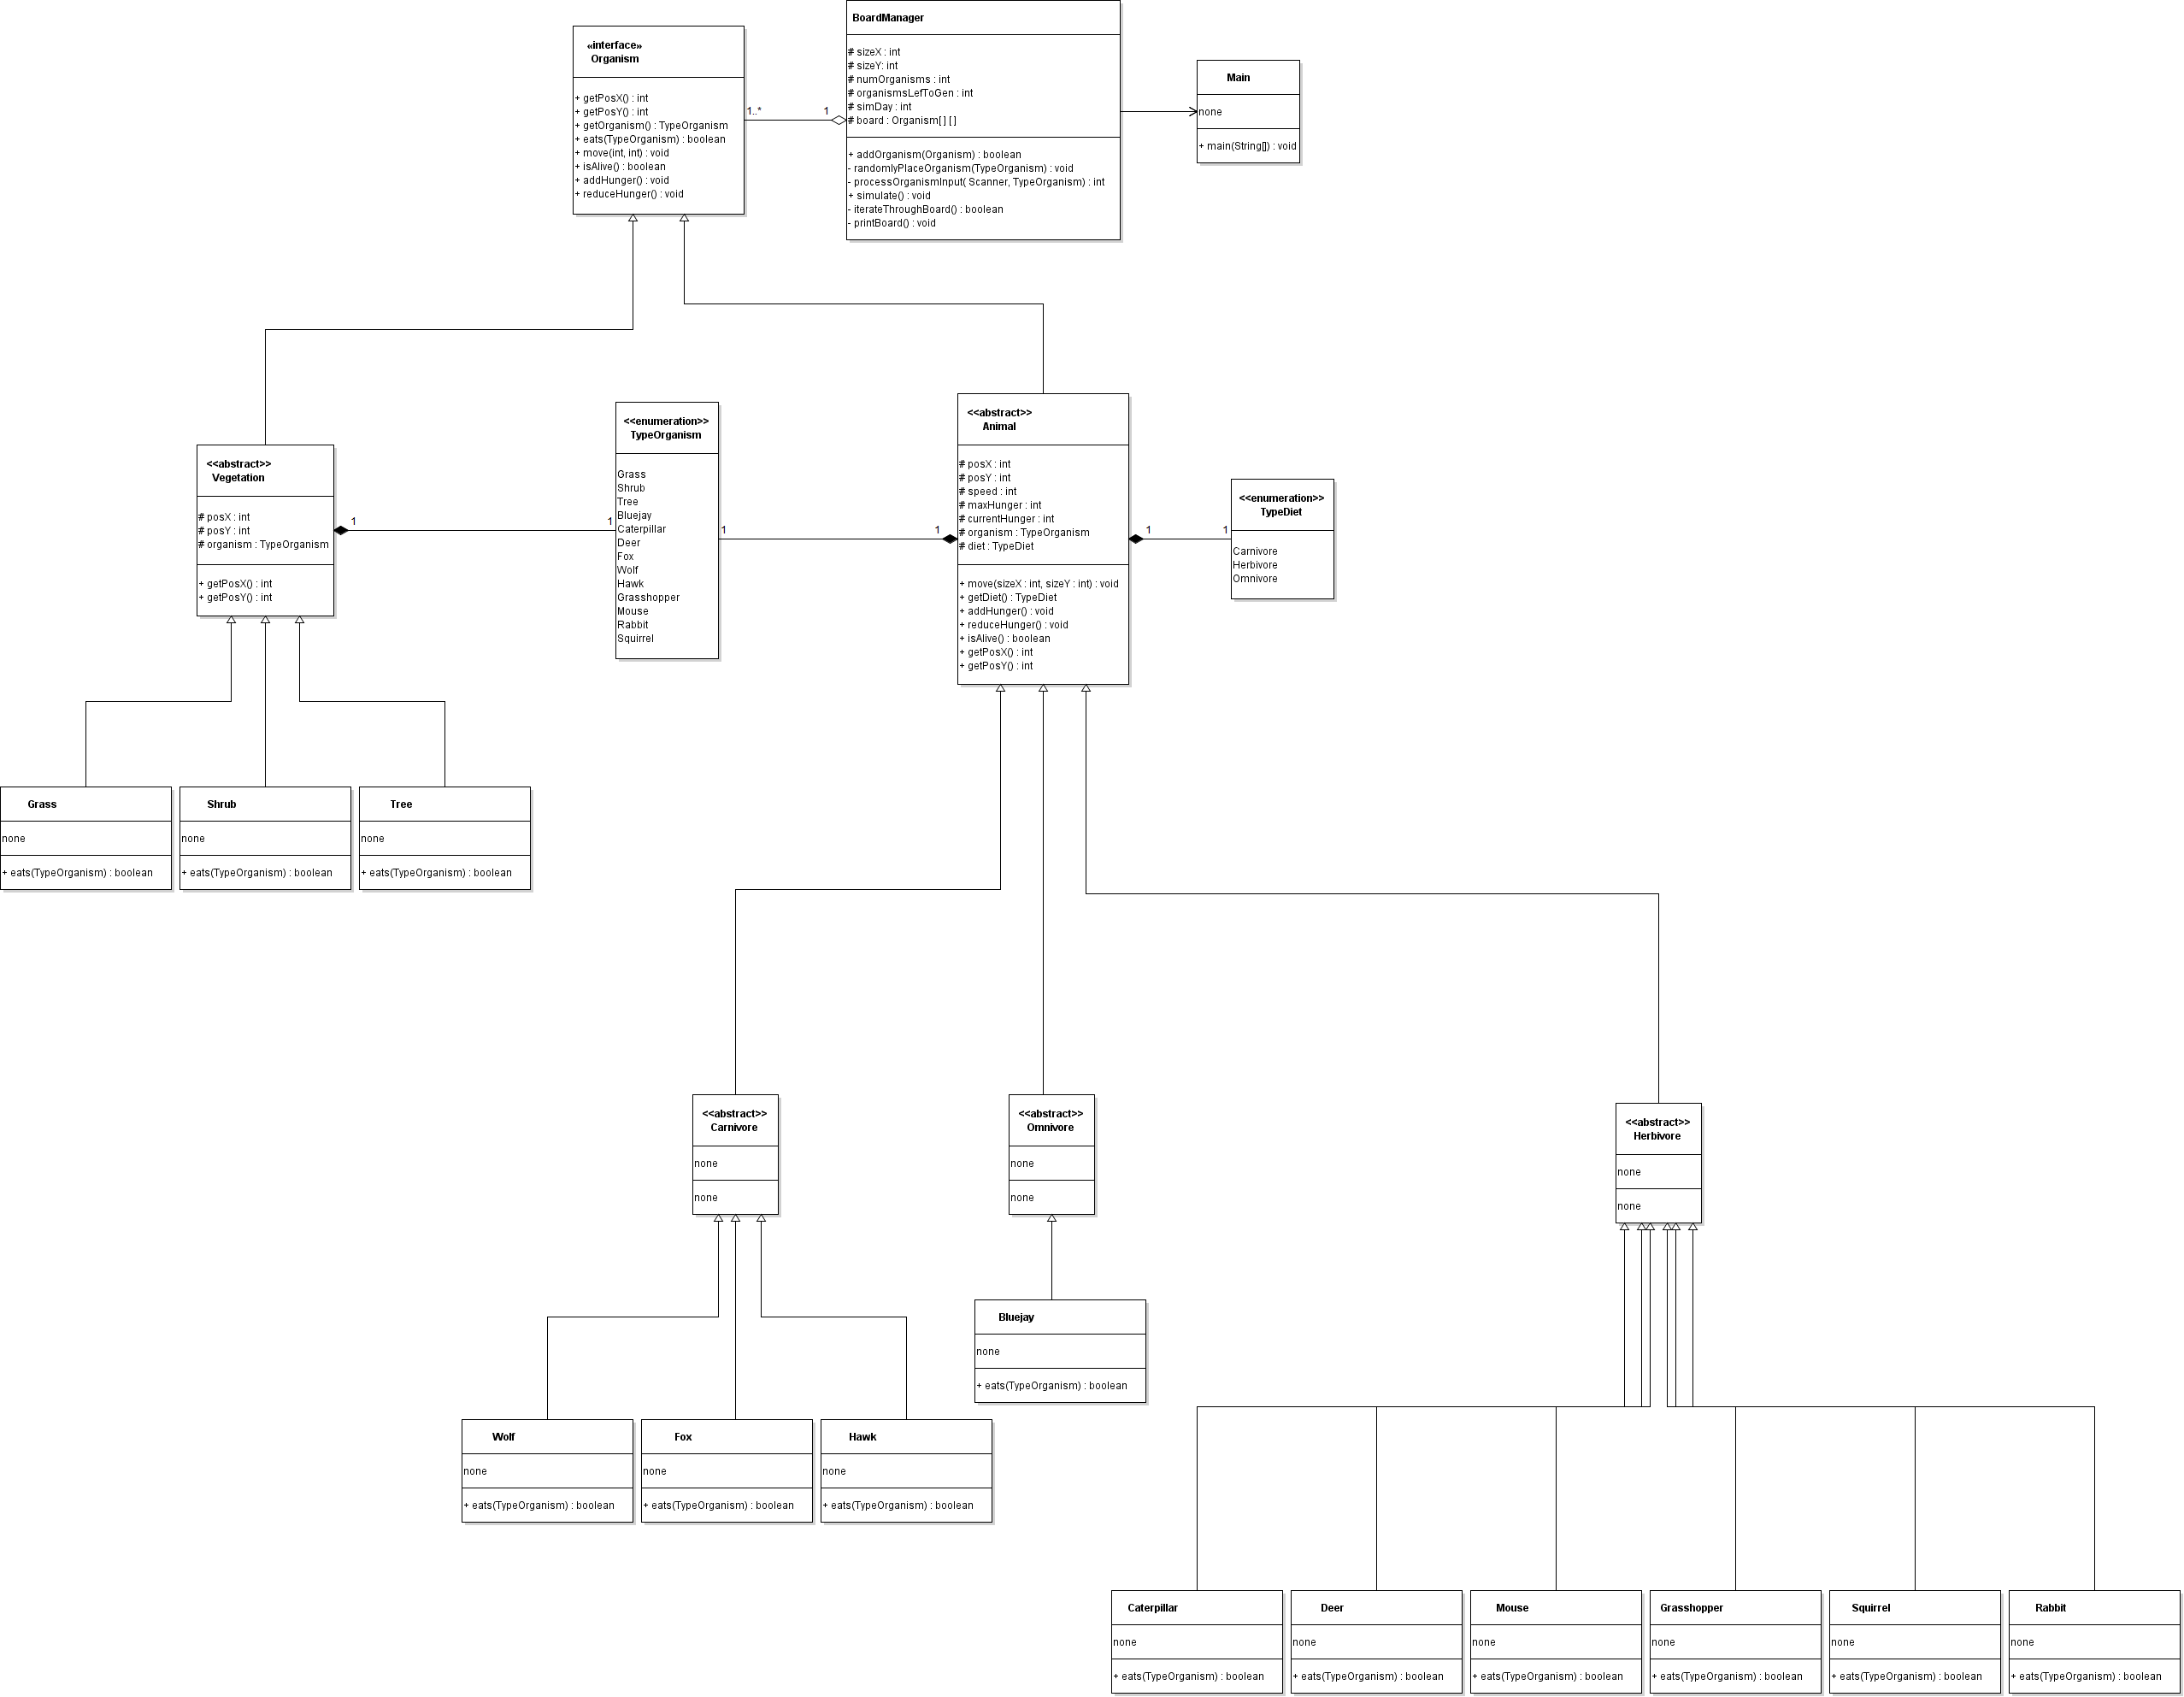 «interface»
Organism
+ getPosX() : int
+ getPosY() : int
+ getOrganism() : TypeOrganism
+ eats(TypeOrganism) : boolean
+ move(int, int) : void
+ isAlive() : boolean
+ addHunger() : void
+ reduceHunger() : void
1..*
1
BoardManager
# sizeX : int
# sizeY: int
# numOrganisms : int
# organismsLefToGen : int
# simDay : int
# board : Organism[ ] [ ]
+ addOrganism(Organism) : boolean
- randomlyPlaceOrganism(TypeOrganism) : void
- processOrganismInput( Scanner, TypeOrganism) : int
+ simulate() : void
- iterateThroughBoard() : boolean
- printBoard() : void
Main
none
+ main(String[]) : void
<<abstract>>
Vegetation
# posX : int
# posY : int
# organism : TypeOrganism
+ getPosX() : int
+ getPosY() : int
1
1
<<enumeration>>
TypeOrganism
Grass
Shrub
Tree
Bluejay
Caterpillar
Deer
Fox
Wolf
Hawk
Grasshopper
Mouse
Rabbit
Squirrel
1
1
<<abstract>>
Animal
# posX : int
# posY : int
# speed : int
# maxHunger : int
# currentHunger : int
# organism : TypeOrganism
# diet : TypeDiet
+ move(sizeX : int, sizeY : int) : void
+ getDiet() : TypeDiet
+ addHunger() : void
+ reduceHunger() : void
+ isAlive() : boolean
+ getPosX() : int
+ getPosY() : int
1
1
<<enumeration>>
TypeDiet
Carnivore
Herbivore
Omnivore
Grass
none
+ eats(TypeOrganism) : boolean
Shrub
none
+ eats(TypeOrganism) : boolean
Tree
none
+ eats(TypeOrganism) : boolean
<<abstract>>
Carnivore
none
none
<<abstract>>
Omnivore
none
none
<<abstract>>
Herbivore
none
none
Bluejay
none
+ eats(TypeOrganism) : boolean
Wolf
none
+ eats(TypeOrganism) : boolean
Fox
none
+ eats(TypeOrganism) : boolean
Hawk
none
+ eats(TypeOrganism) : boolean
Caterpillar
none
+ eats(TypeOrganism) : boolean
Deer
none
+ eats(TypeOrganism) : boolean
Mouse
none
+ eats(TypeOrganism) : boolean
Grasshopper
none
+ eats(TypeOrganism) : boolean
Squirrel
none
+ eats(TypeOrganism) : boolean
Rabbit
none
+ eats(TypeOrganism) : boolean